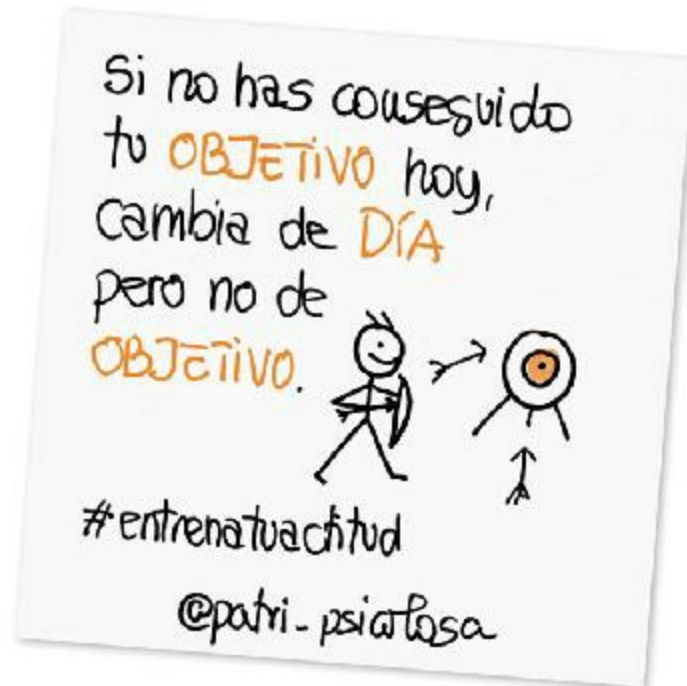 Si no has conseguido
tu OBJETIVO hoy,
cambia de DÍA
pero no de
OBJETIVO.
#entrenatuactitud
@patri_psicologa